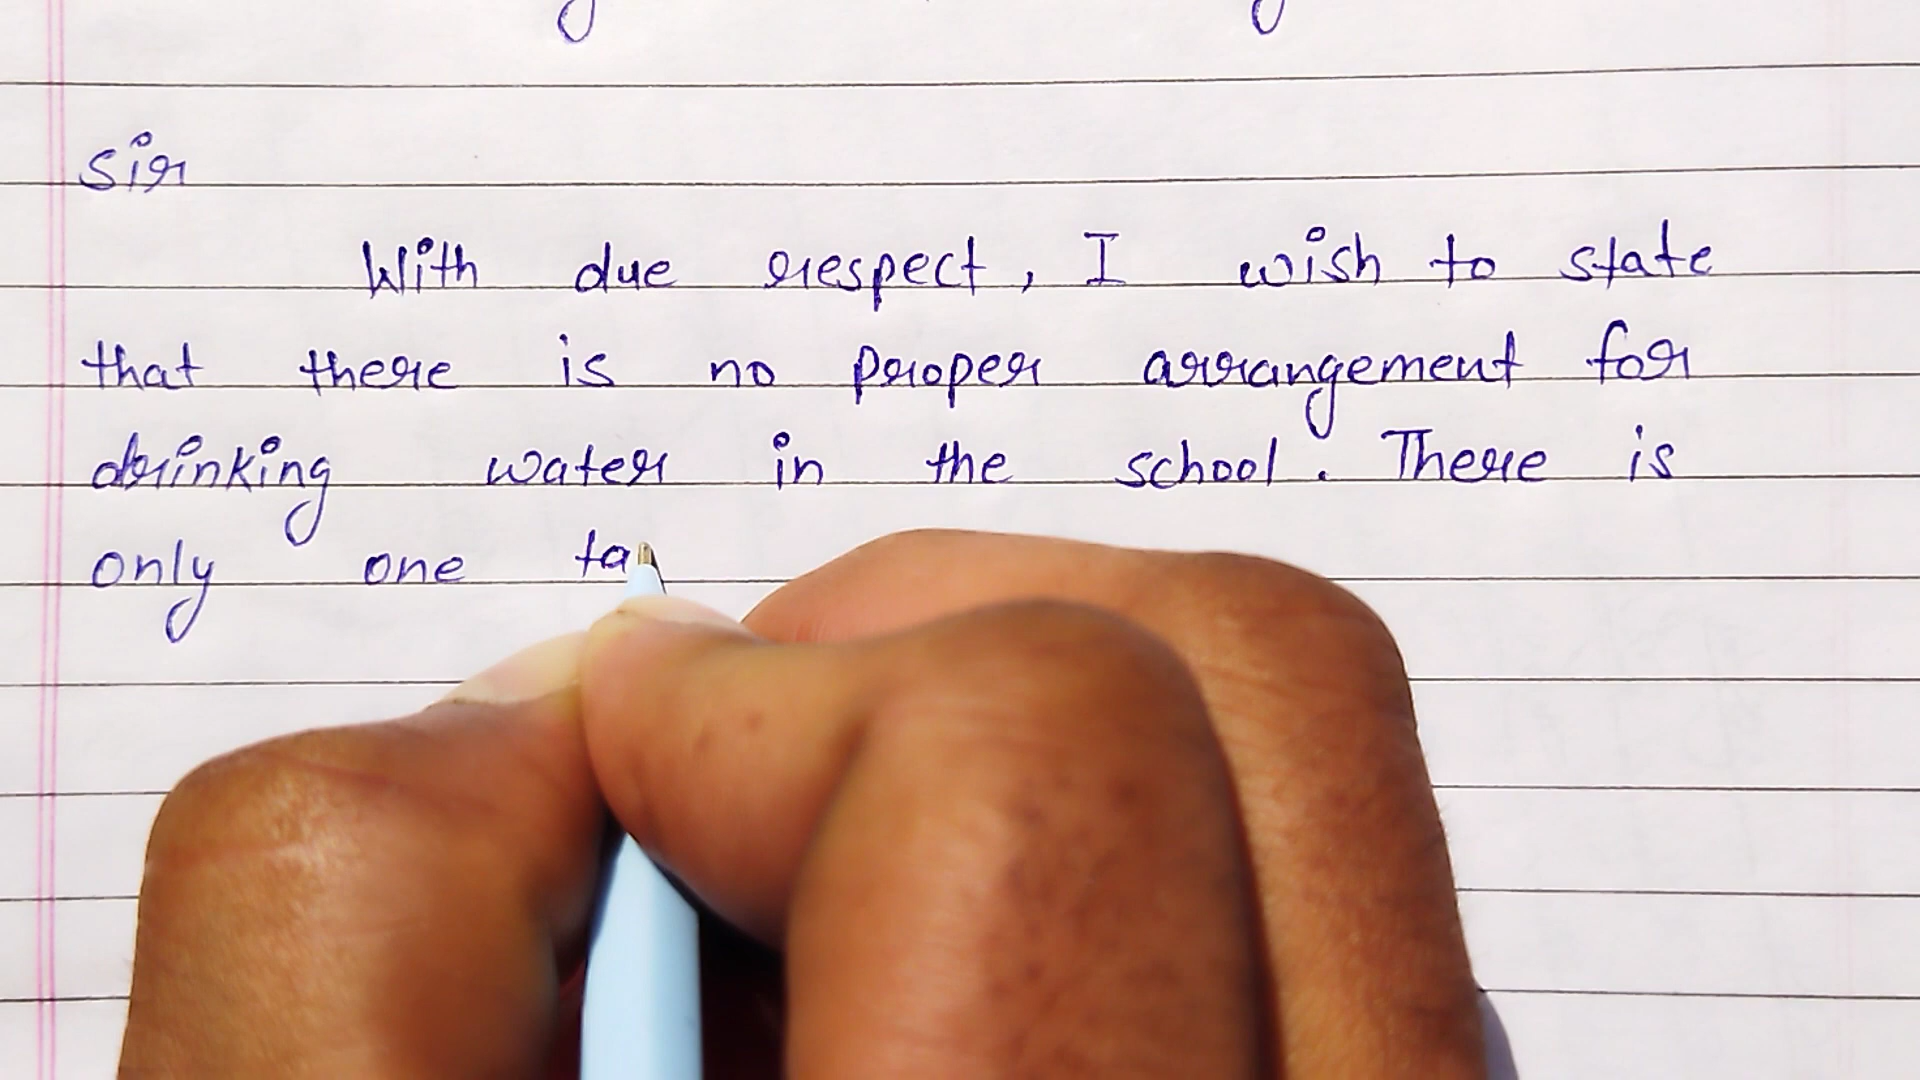 Sir
With due respect, I wish to state
that there is no proper arrangement for
drinking water in the school. There is
only one ta